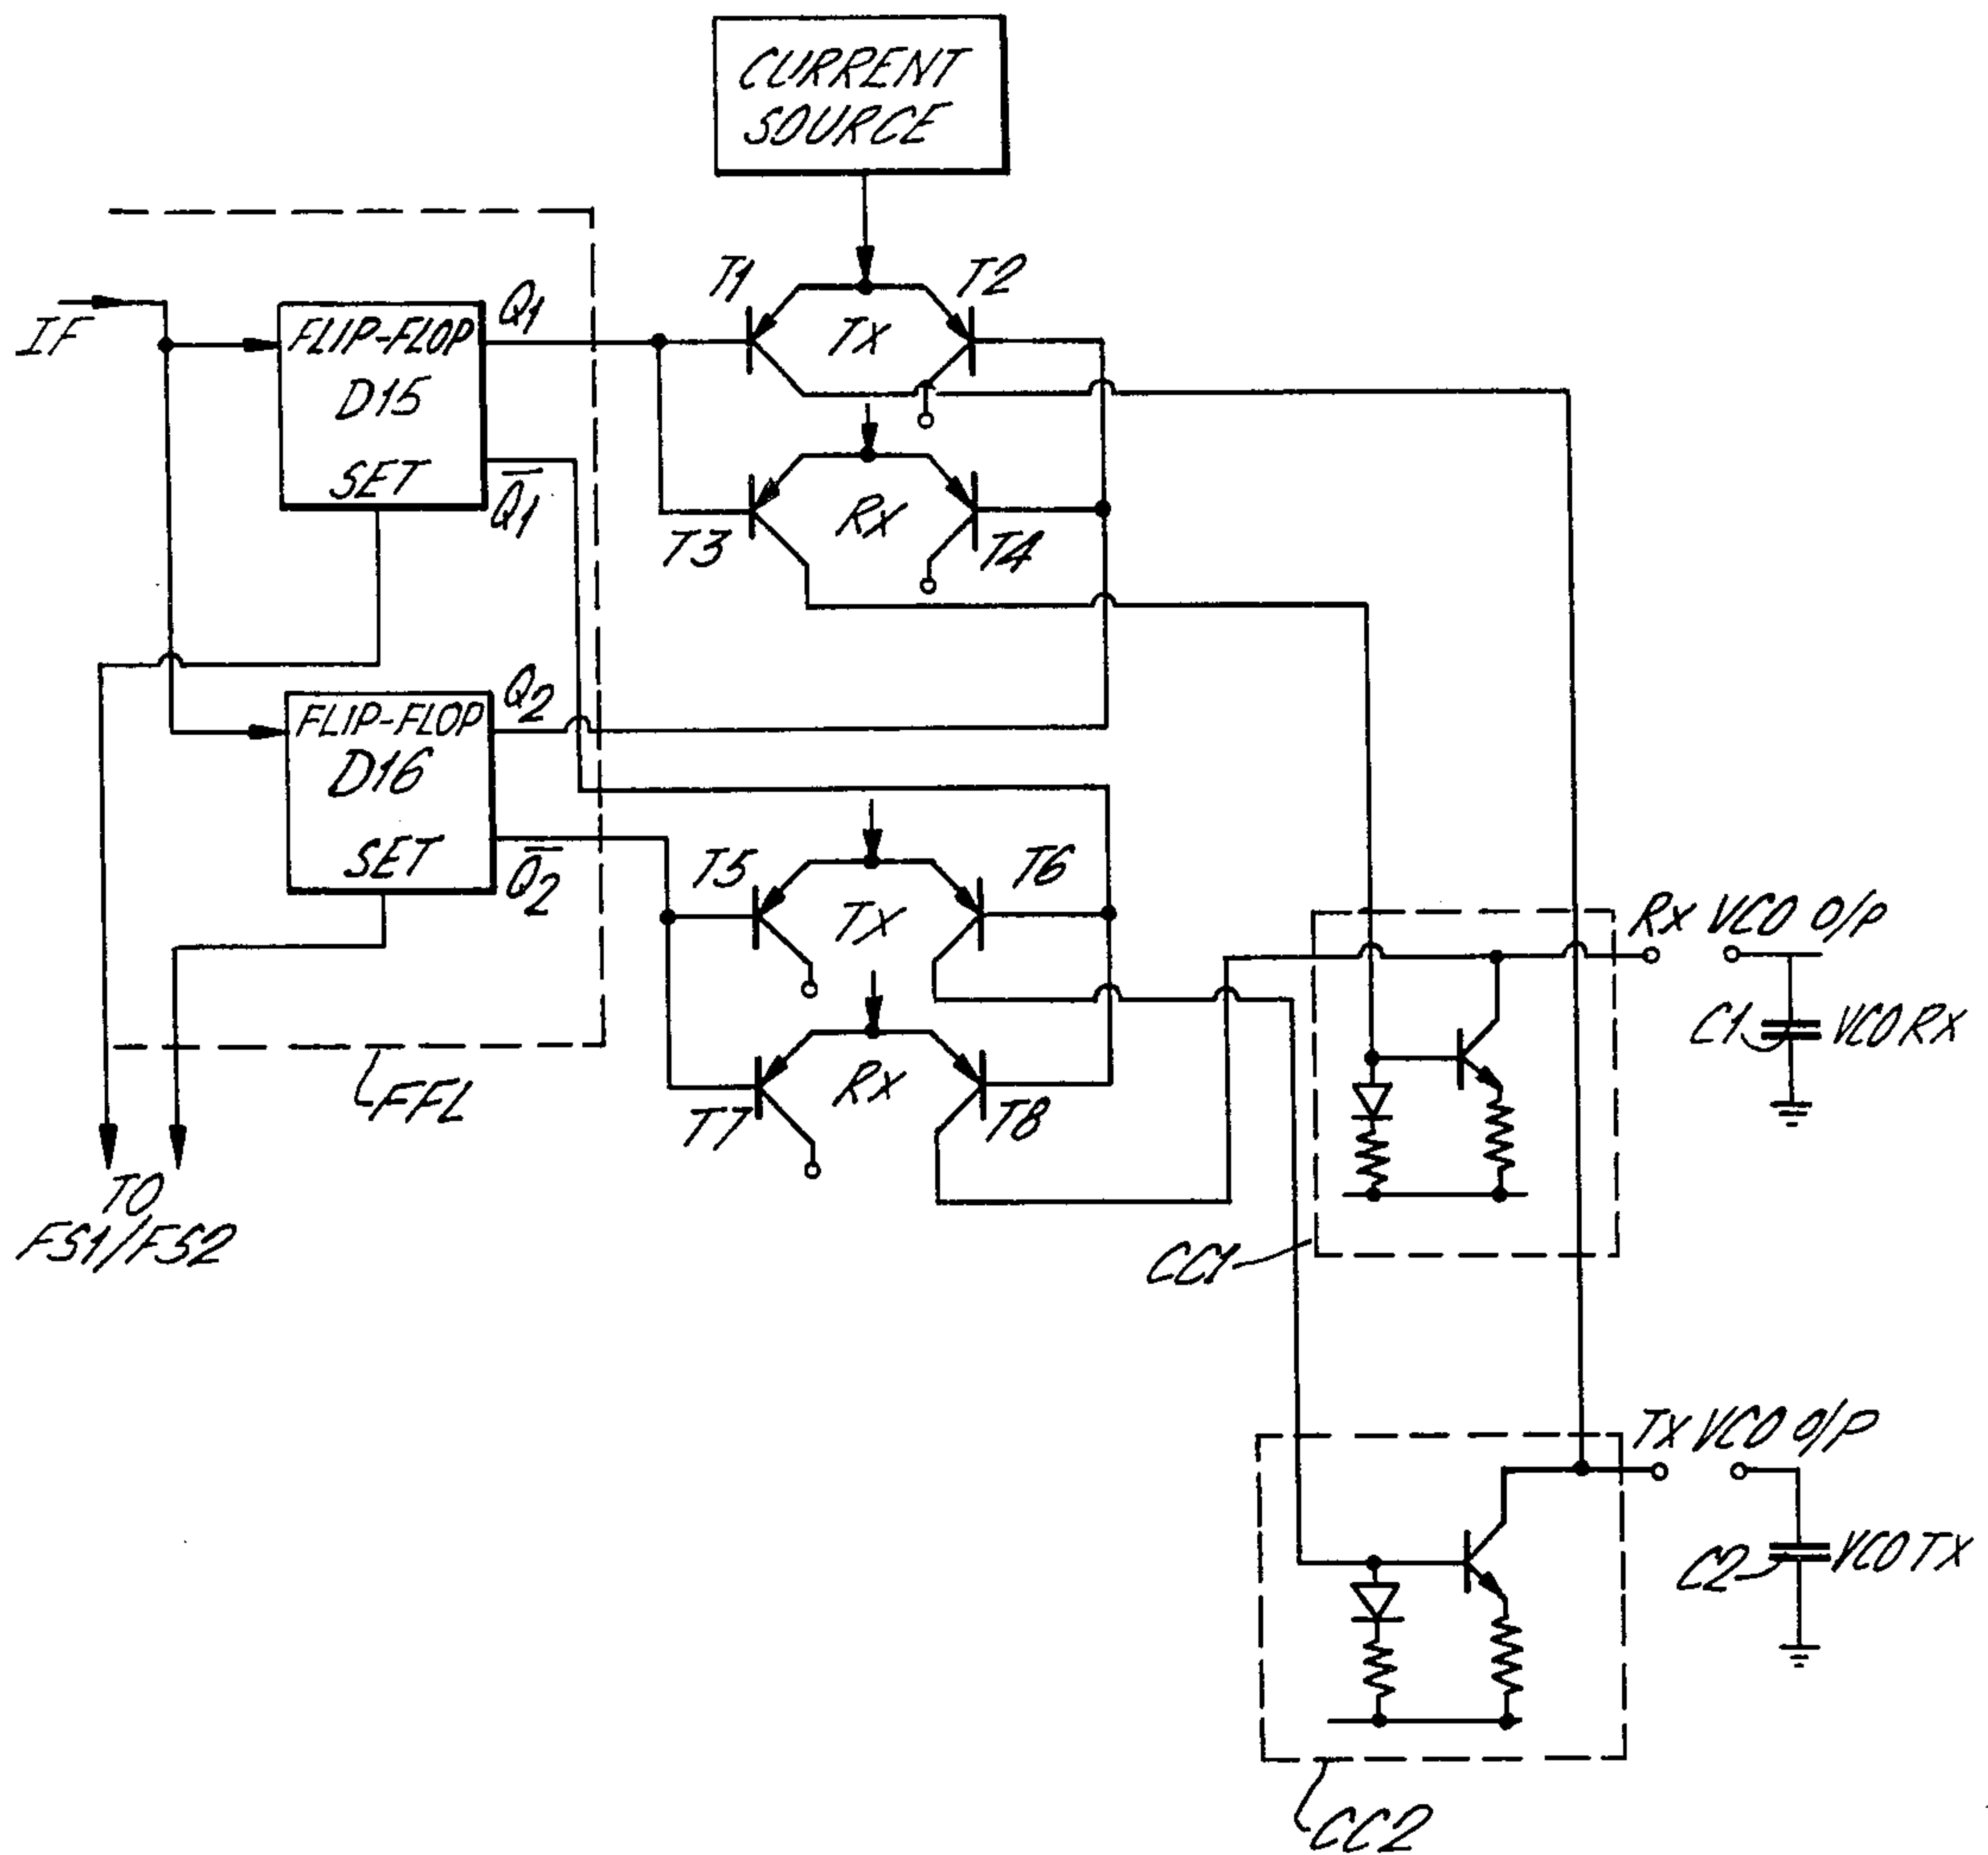 CURRENT
SOURCE
IF
FLIP-FLOP
D15
SET
Q1
Q1
T1
TX
T2
T3
RX
T4
FLIP-FLOP
D16
SET
Q2
Q2
T5
TX
T6
T7
RX
T8
FFL
TO
FS1/FS2
RX VCO O/P
C1
VCO RX
CC1
TX VCO O/P
C2
VCO TX
CC2